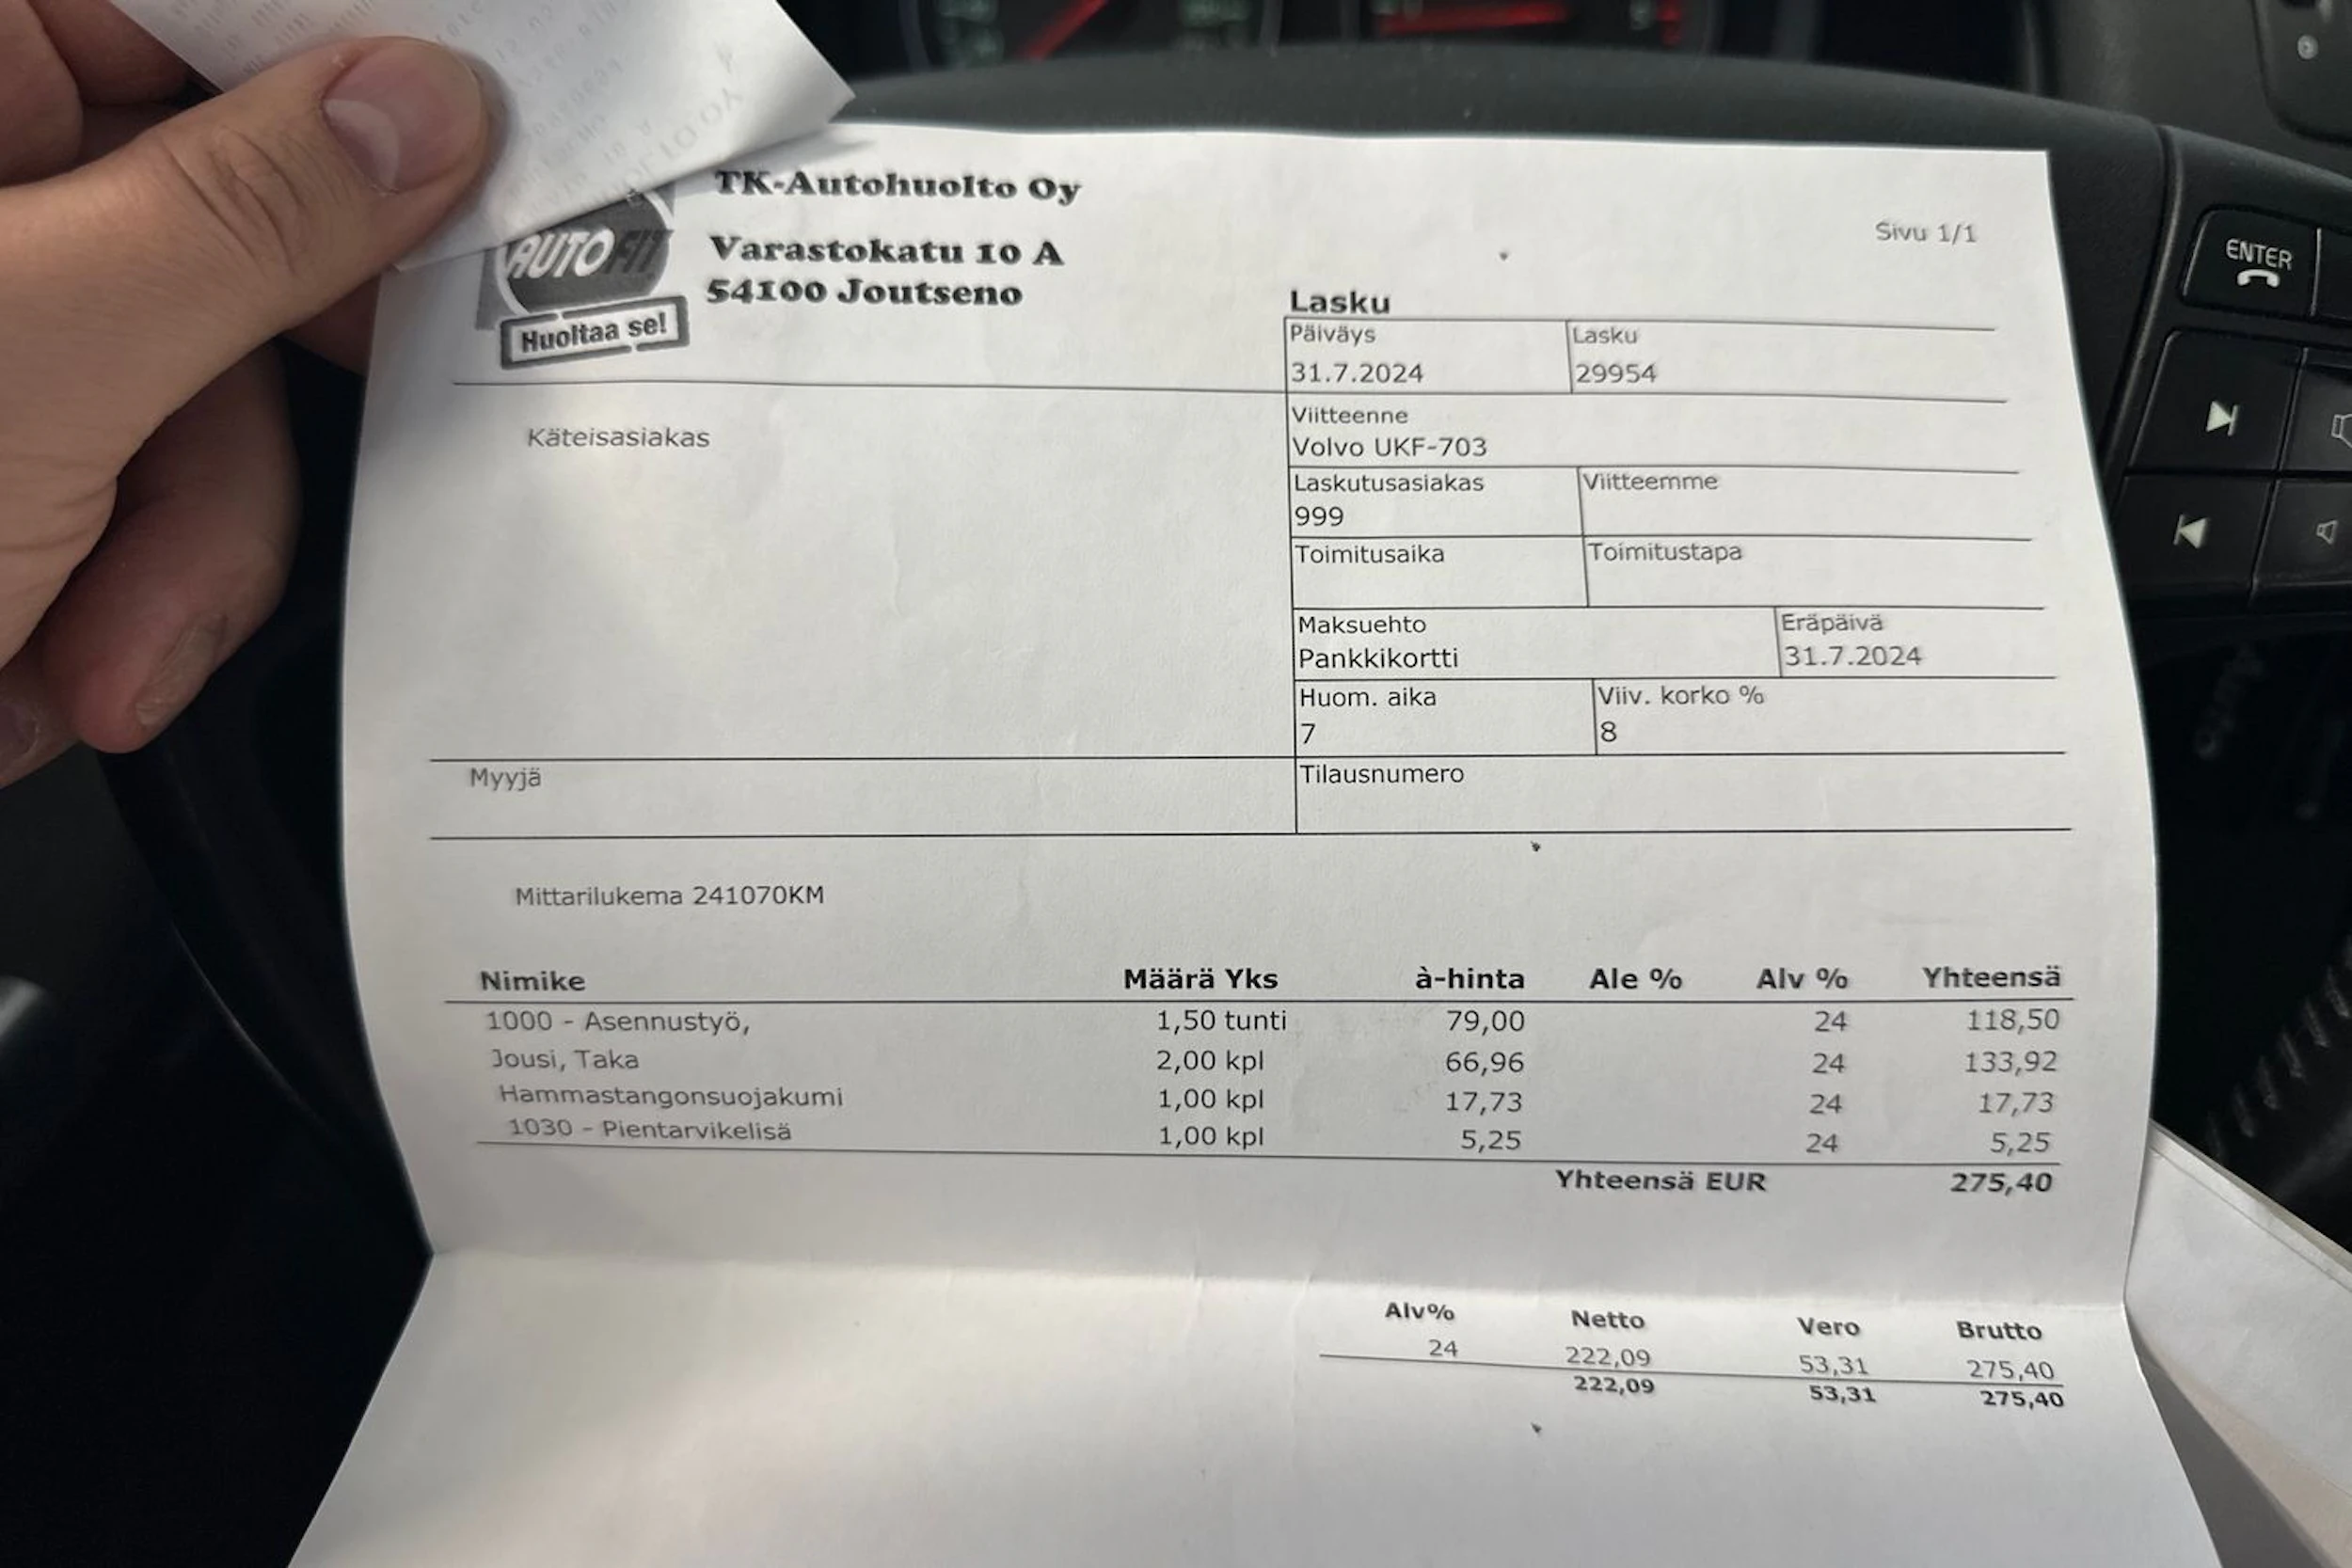 TK-Autohuolto Oy
AUTOFIT
Varastokatu 10 A
54100 Joutseno
Huoltaa se!
Sivu 1/1
Lasku
Päiväys Lasku
31.7.2024 29954
Käteisasiakas
Viitteenne
Volvo UKF-703
Laskutusasiakas Viitteemme
999
Toimitusaika Toimitustapa
Maksuehto Eräpäivä
Pankkikortti 31.7.2024
Huom. aika Viiv. korko %
7 8
Myyjä Tilausnumero
Mittarilukema 241070KM
Nimike Määrä Yks à-hinta Ale % Alv % Yhteensä
1000 - Asennustyö, 1,50 tunti 79,00 24 118,50
Jousi, Taka 2,00 kpl 66,96 24 133,92
Hammastangonsuojakumi 1,00 kpl 17,73 24 17,73
1030 - Pientarvikelisä 1,00 kpl 5,25 24 5,25
Yhteensä EUR 275,40
Alv% Netto Vero Brutto
24 222,09 53,31 275,40
222,09 53,31 275,40
ENTER